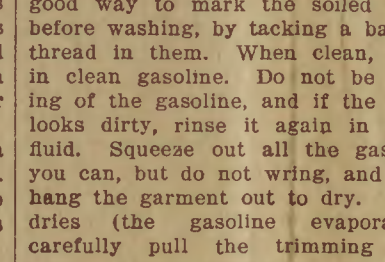 good way to mark the soiled
before washing, by tacking a ba
thread in them. When clean,
in clean gasoline. Do not be
ing of the gasoline, and if the
looks dirty, rinse it again in
fluid. Squeeze out all the gas
you can, but do not wring, and
hang the garment out to dry.
dries (the gasoline evapora
carefully pull the trimming